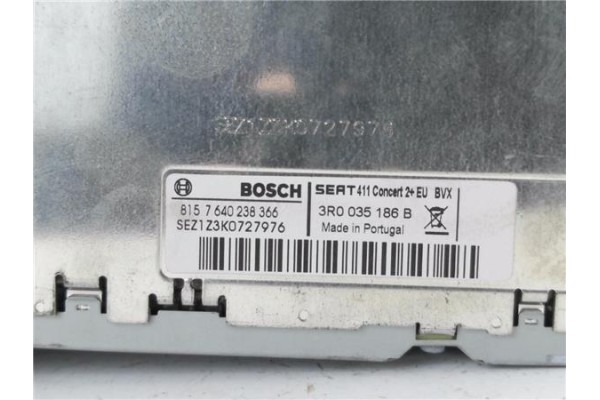 SEZ1Z3K0727976
BOSCH
SEAT 411 Concert 2+ EU BVX
815 7 640 238 366
3R0 035 186 B
SEZ1Z3K0727976
Made in Portugal